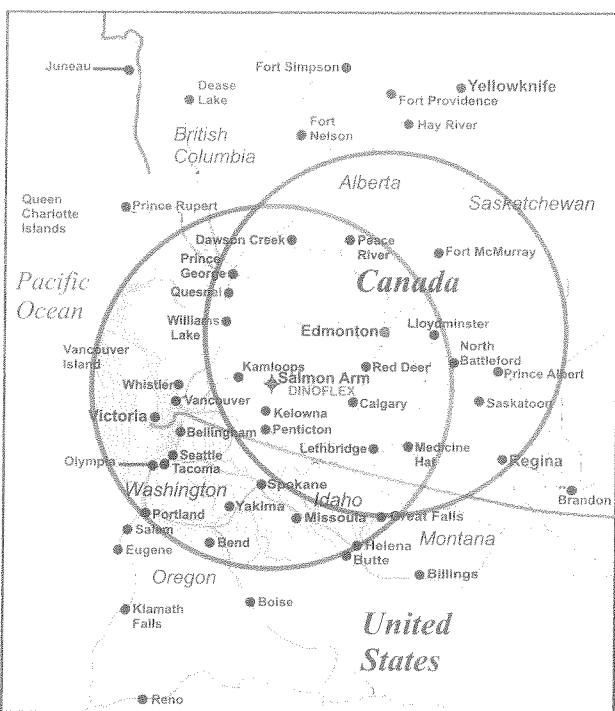 Juneau
Fort Simpson
Yellowknife
Dease
Lake
Fort Providence
Fort
Nelson
Hay River
British
Columbia
Alberta
Saskatchewan
Queen
Charlotte
Islands
Prince Rupert
Dawson Creek
Peace
River
Fort McMurray
Prince
George
Pacific
Ocean
Canada
Quesnel
Williams
Lake
Edmonton
Lloydminster
Vancouver
Island
North
Battleford
Kamloops
Red Deer
Prince Albert
Whistler
Salmon Arm
DINOFLEX
Vancouver
Calgary
Saskatoon
Victoria
Kelowna
Bellingham
Penticton
Lethbridge
Medicine
Hat
Olympia
Seattle
Tacoma
Regina
Washington
Spokane
Idaho
Brandon
Portland
Yakima
Missoula
Great Falls
Salem
Montana
Eugene
Bend
Helena
Butte
Oregon
Billings
Klamath
Falls
Boise
United
States
Reno